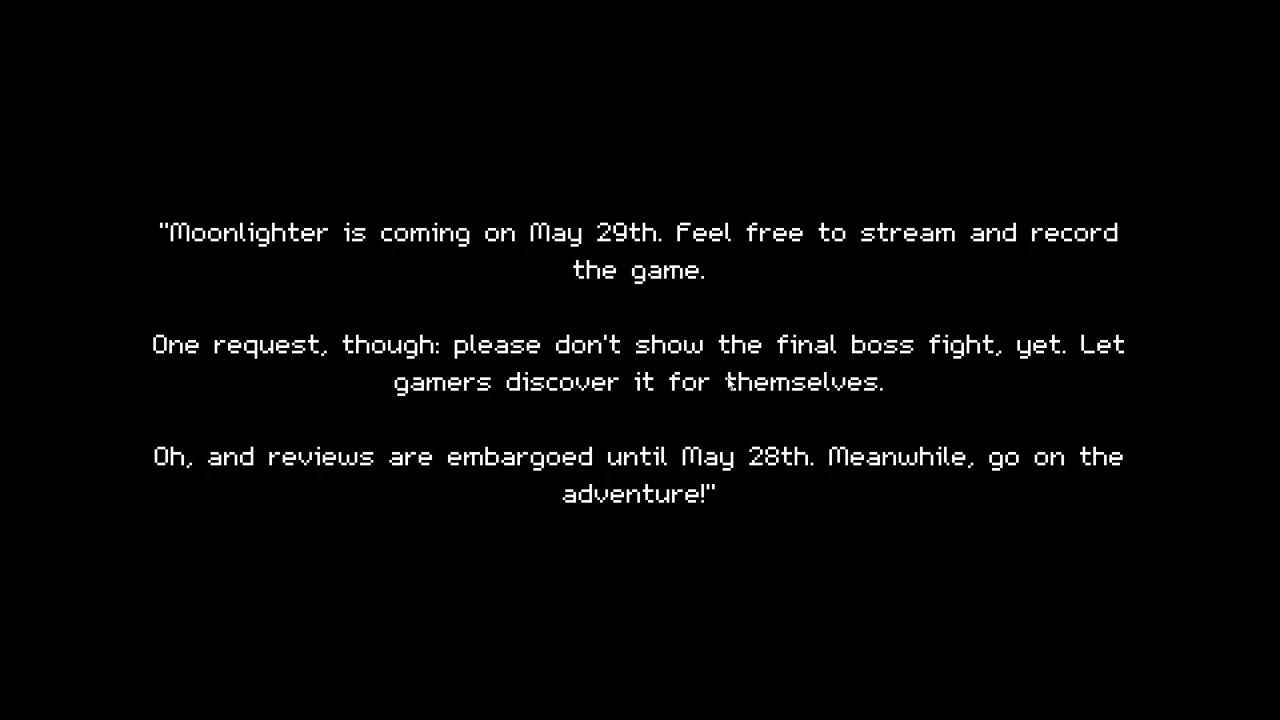 "Moonlighter is coming on May 29th. Feel free to stream and record
the game.
One request, though: please don't show the final boss fight, yet. Let
gamers discover it for themselves.
Oh, and reviews are embargoed until May 28th. Meanwhile, go on the
adventure!"